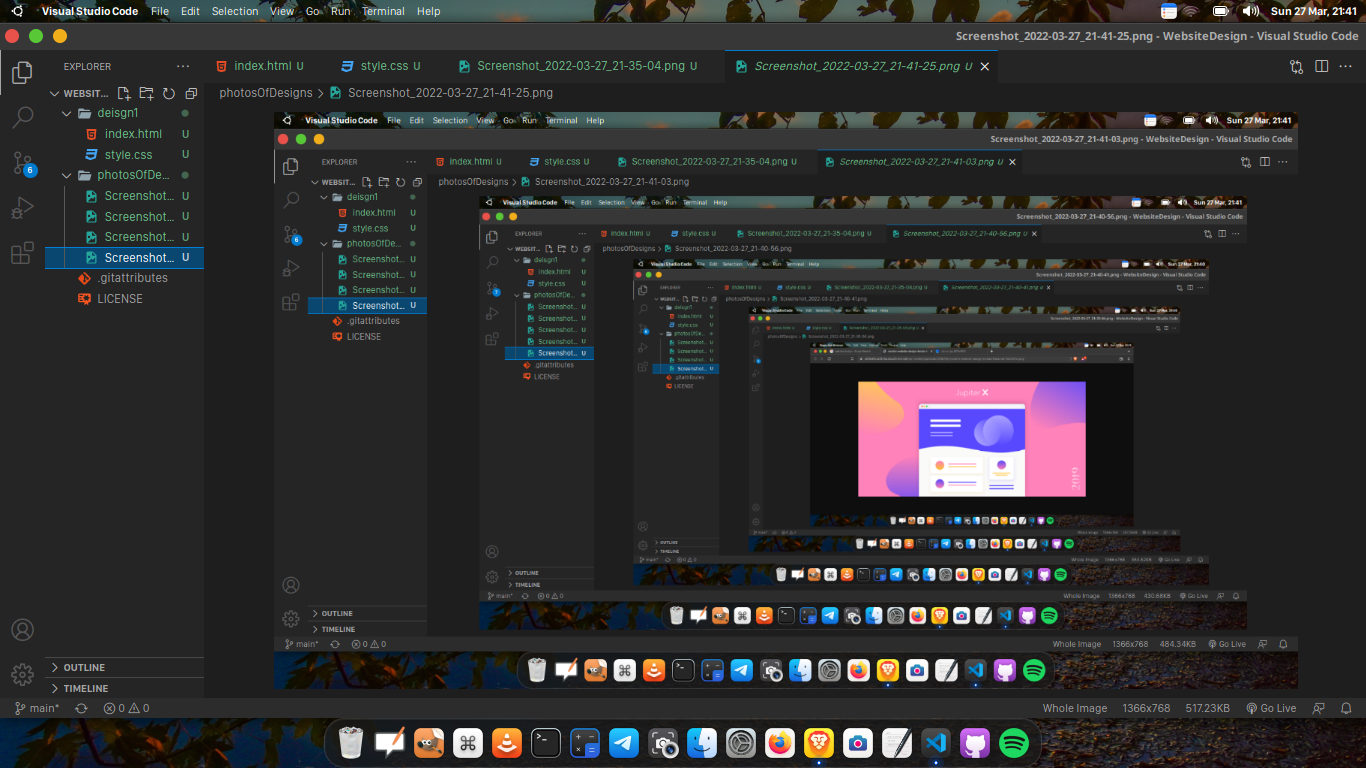 Visual Studio Code File Edit Selection View Go Run Terminal Help Sun 27 Mar, 21:41
Screenshot_2022-03-27_21-41-25.png - WebsiteDesign - Visual Studio Code
EXPLORER ··· index.html U style.css U Screenshot_2022-03-27_21-35-04.png U Screenshot_2022-03-27_21-41-25.png U
WEBSIT... photosOfDesigns > Screenshot_2022-03-27_21-41-25.png
deisgn1
index.html U
style.css U
photosOfDe...
Screenshot... U
Screenshot... U
Screenshot... U
Screenshot... U
.gitattributes
LICENSE
OUTLINE
TIMELINE
Visual Studio Code File Edit Selection View Go Run Terminal Help Sun 27 Mar, 21:41
Screenshot_2022-03-27_21-41-03.png - WebsiteDesign - Visual Studio Code
EXPLORER ··· index.html U style.css U Screenshot_2022-03-27_21-35-04.png U Screenshot_2022-03-27_21-41-03.png U
WEBSIT... photosOfDesigns > Screenshot_2022-03-27_21-41-03.png
deisgn1
index.html U
style.css U
photosOfDe...
Screenshot... U
Screenshot... U
Screenshot... U
Screenshot... U
.gitattributes
LICENSE
OUTLINE
TIMELINE
Visual Studio Code File Edit Selection View Go Run Terminal Help Sun 27 Mar, 21:41
Screenshot_2022-03-27_21-40-56.png - WebsiteDesign - Visual Studio Code
EXPLORER ··· index.html U style.css U Screenshot_2022-03-27_21-35-04.png U Screenshot_2022-03-27_21-40-56.png U
WEBSIT... photosOfDesigns > Screenshot_2022-03-27_21-40-56.png
deisgn1
index.html U
style.css U
photosOfDe...
Screenshot... U
Screenshot... U
Screenshot... U
Screenshot... U
Screenshot... U
.gitattributes
LICENSE
OUTLINE
TIMELINE
Jupiter X
main* 0 0 Whole Image 1366x768 430.68KB Go Live
main* 0 0 Whole Image 1366x768 484.34KB Go Live
main* 0 0 Whole Image 1366x768 517.23KB Go Live